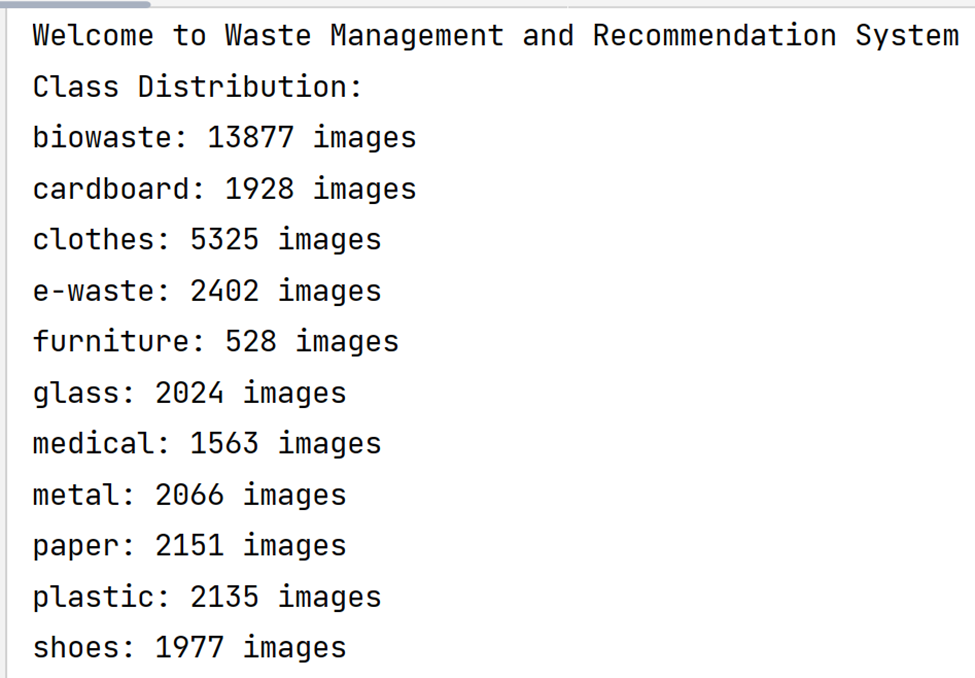 Welcome to Waste Management and Recommendation System
Class Distribution:
biowaste: 13877 images
cardboard: 1928 images
clothes: 5325 images
e-waste: 2402 images
furniture: 528 images
glass: 2024 images
medical: 1563 images
metal: 2066 images
paper: 2151 images
plastic: 2135 images
shoes: 1977 images